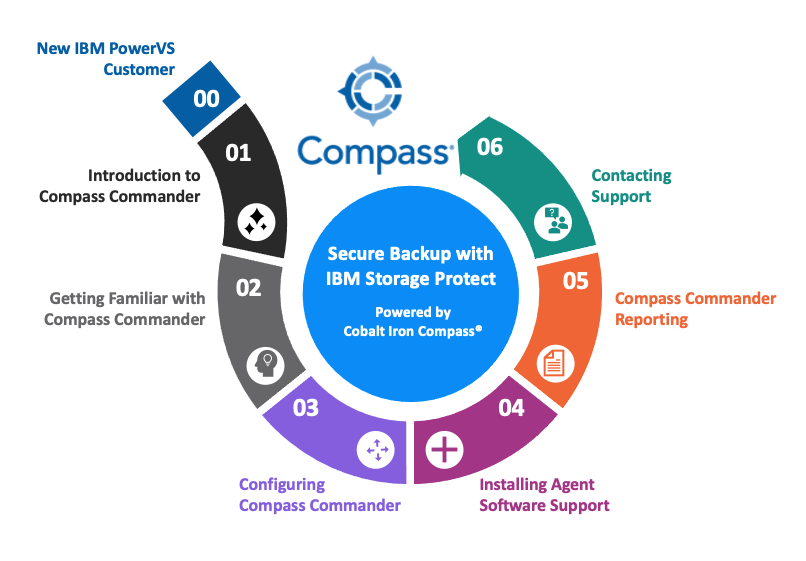 New IBM PowerVS
Customer
00
01
Introduction to
Compass Commander
02
Getting Familiar with
Compass Commander
03
Configuring
Compass Commander
04
Installing Agent
Software Support
05
Compass Commander
Reporting
06
Contacting
Support
Compass®
Secure Backup with
IBM Storage Protect
Powered by
Cobalt Iron Compass®
?